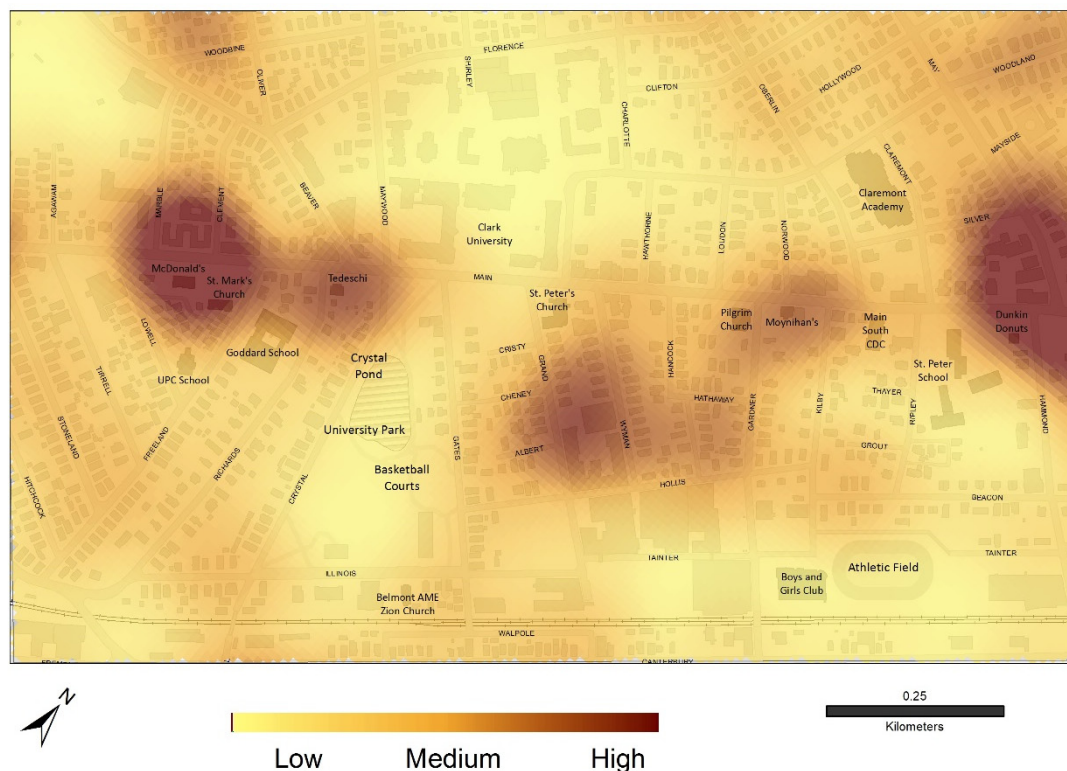 WOODBINE
OLIVER
SHIRLEY
FLORENCE
CLIFTON
CHARLOTTE
OBERLIN
HOLLYWOOD
MAY
WOODLAND
MAYSIDE
CLAREMONT
Claremont
Academy
AGAWAM
MARBLE
CLEMENT
BEAVER
MAYWOOD
Clark
University
HAWTHORNE
LOUDON
NORWOOD
SILVER
McDonald's
St. Mark's
Church
Tedeschi
MAIN
St. Peter's
Church
Pilgrim
Church
Moynihan's
Main
South
CDC
Dunkin
Donuts
LOWELL
Goddard School
UPC School
Crystal
Pond
CRISTY
GRAND
CHENEY
HANCOCK
HATHAWAY
St. Peter
School
THAYER
TIRRELL
STONELAND
FREELAND
RICHARDS
University Park
GATES
ALBERT
WYMAN
GARDNER
KILBY
RIPLEY
GROUT
HAMMOND
HITCHCOCK
CRYSTAL
Basketball
Courts
HOLLIS
BEACON
ILLINOIS
TAINTER
TAINTER
Athletic Field
Boys and
Girls Club
Belmont AME
Zion Church
WALPOLE
CANTERBURY
N
0.25
Kilometers
Low Medium High